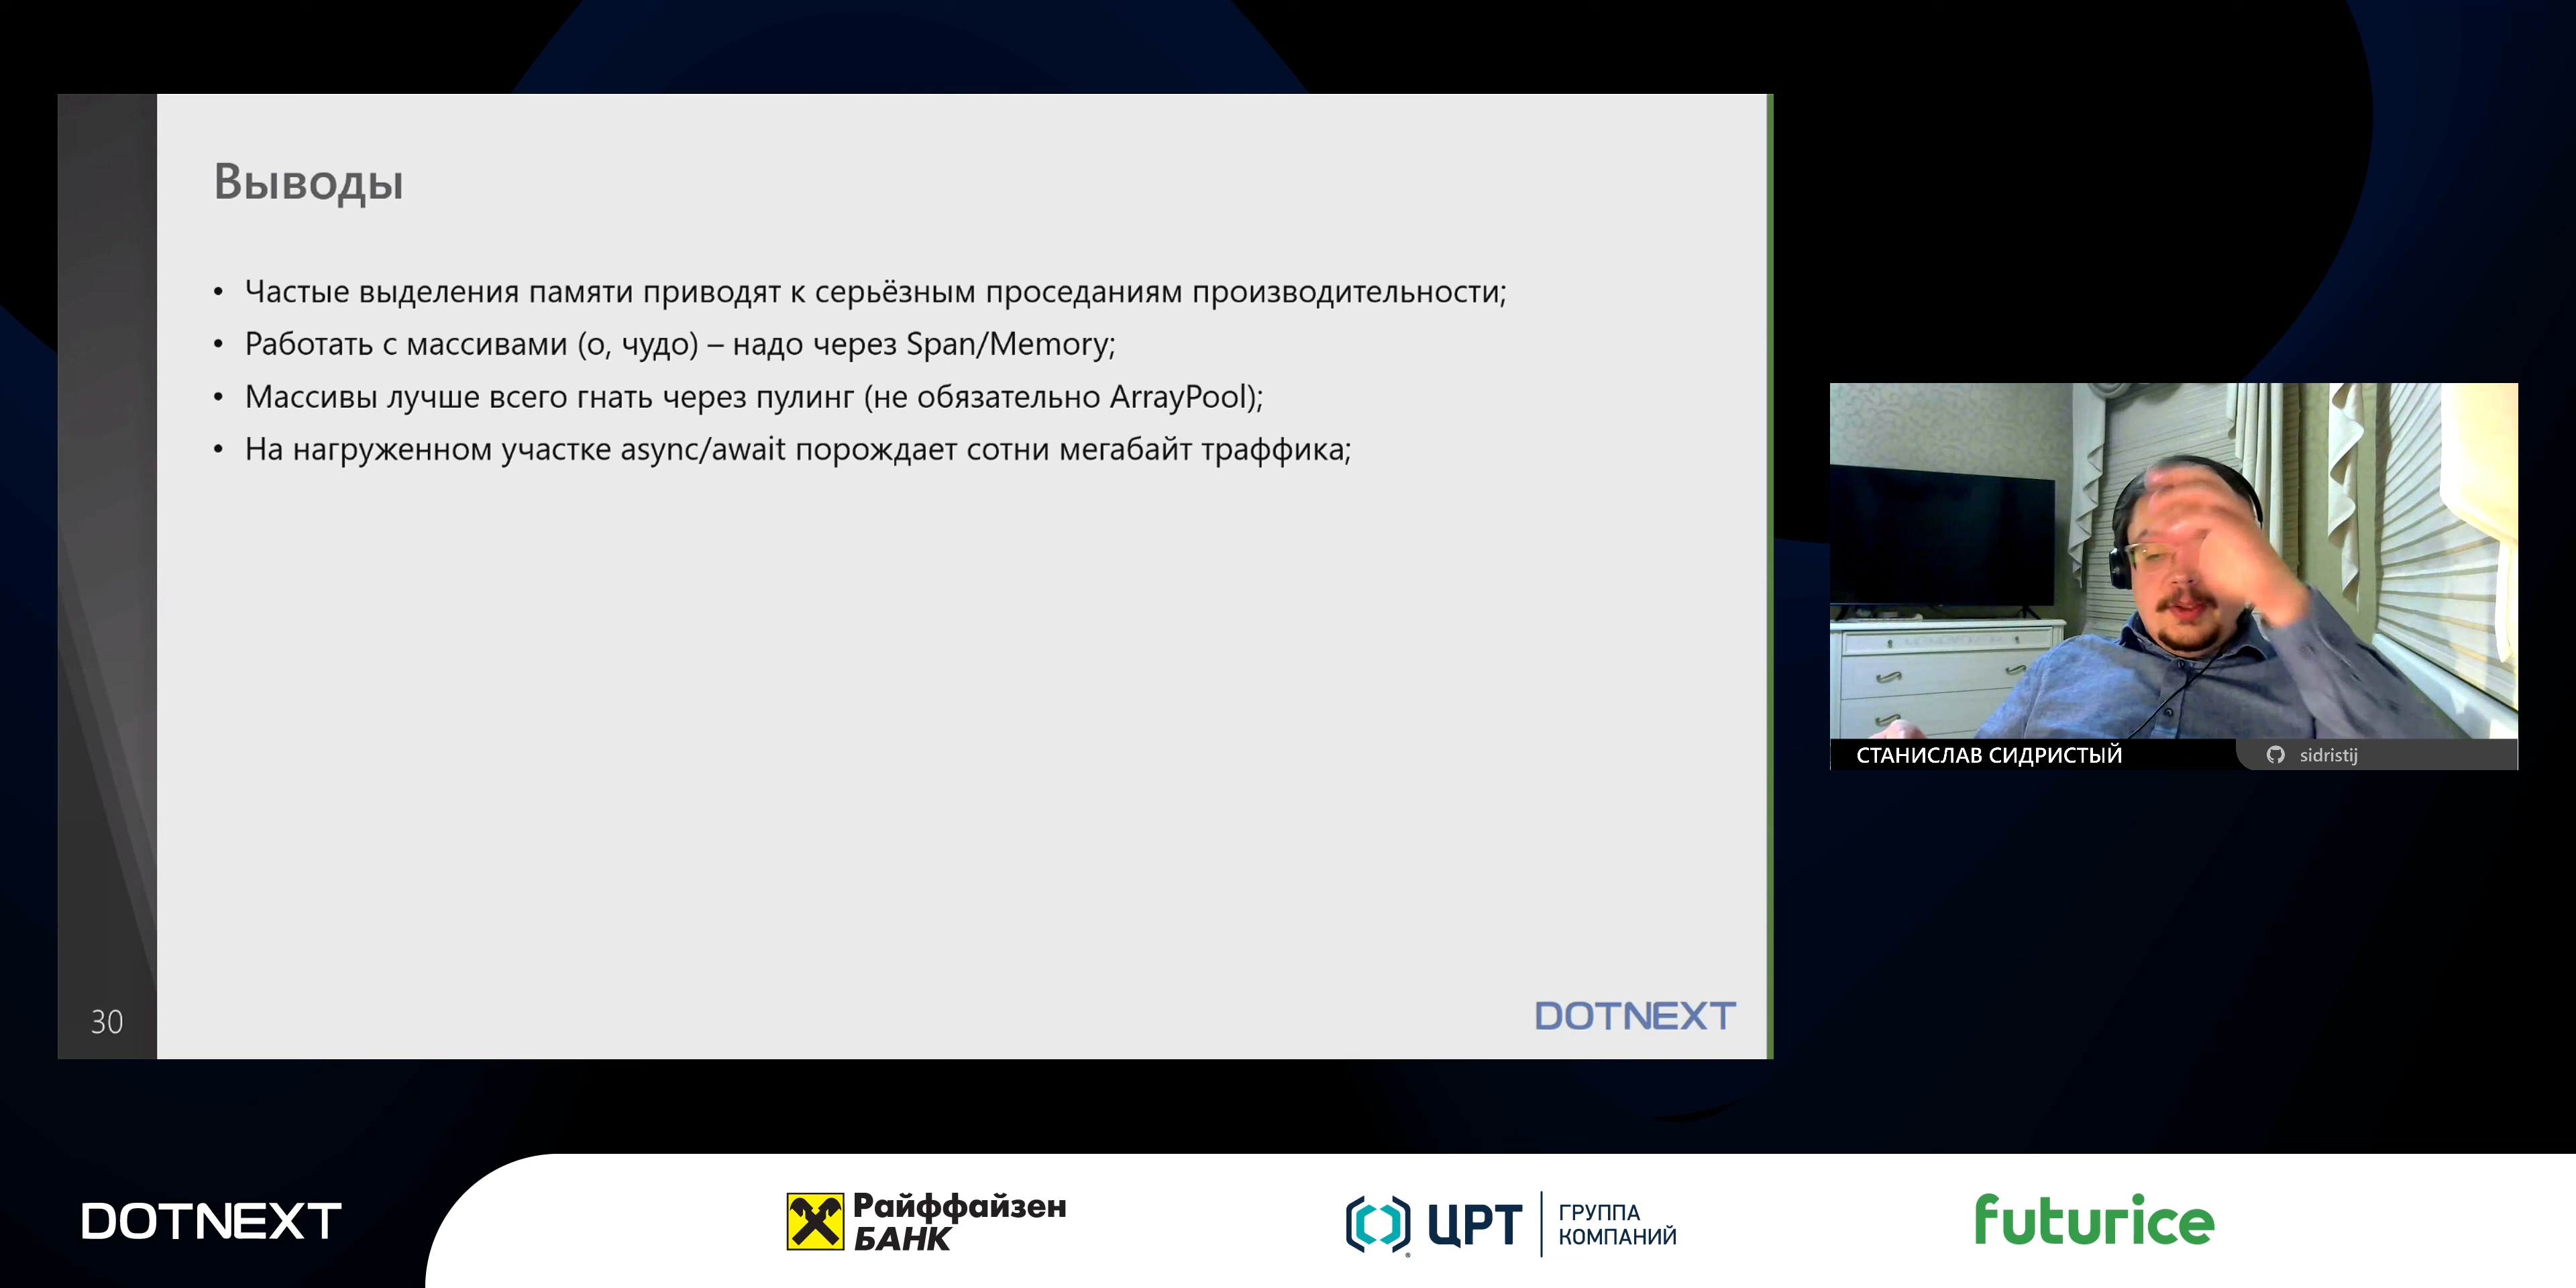 Выводы
• Частые выделения памяти приводят к серьёзным проседаниям производительности;
• Работать с массивами (о, чудо) – надо через Span/Memory;
• Массивы лучше всего гнать через пулинг (не обязательно ArrayPool);
• На нагруженном участке async/await порождает сотни мегабайт траффика;
30
DOTNEXT
СТАНИСЛАВ СИДРИСТЫЙ
sidristij
DOTNEXT
Райффайзен
БАНК
ЦРТ
ГРУППА
КОМПАНИЙ
futurice